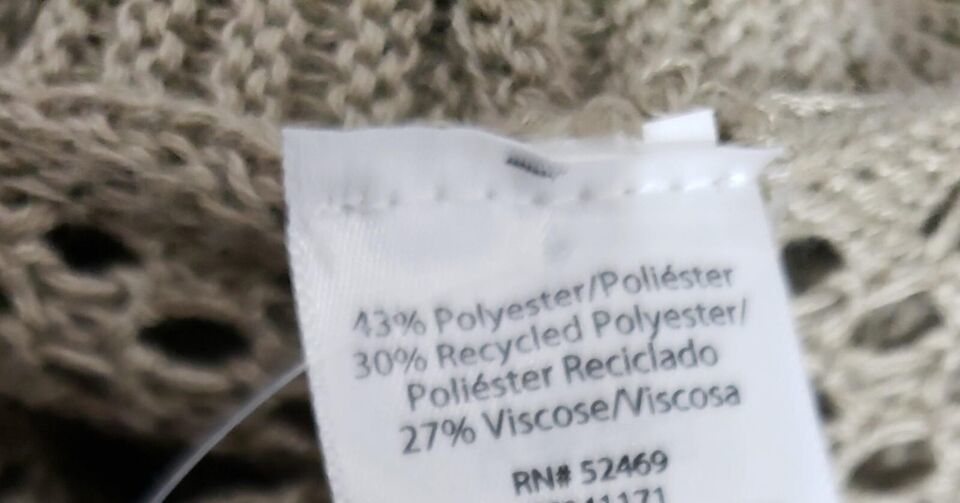 43% Polyester/Poliéster
30% Recycled Polyester/
Poliéster Reciclado
27% Viscose/Viscosa
RN# 52469